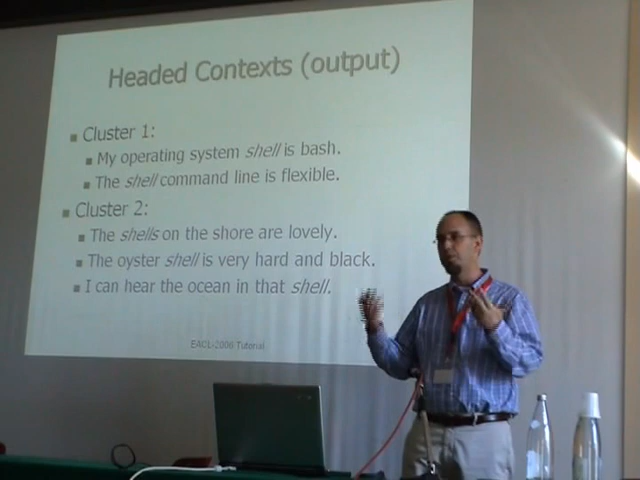 Headed Contexts (output)
Cluster 1:
My operating system shell is bash.
The shell command line is flexible.
Cluster 2:
The shells on the shore are lovely.
The oyster shell is very hard and black.
I can hear the ocean in that shell.
EACL-2006 Tutorial